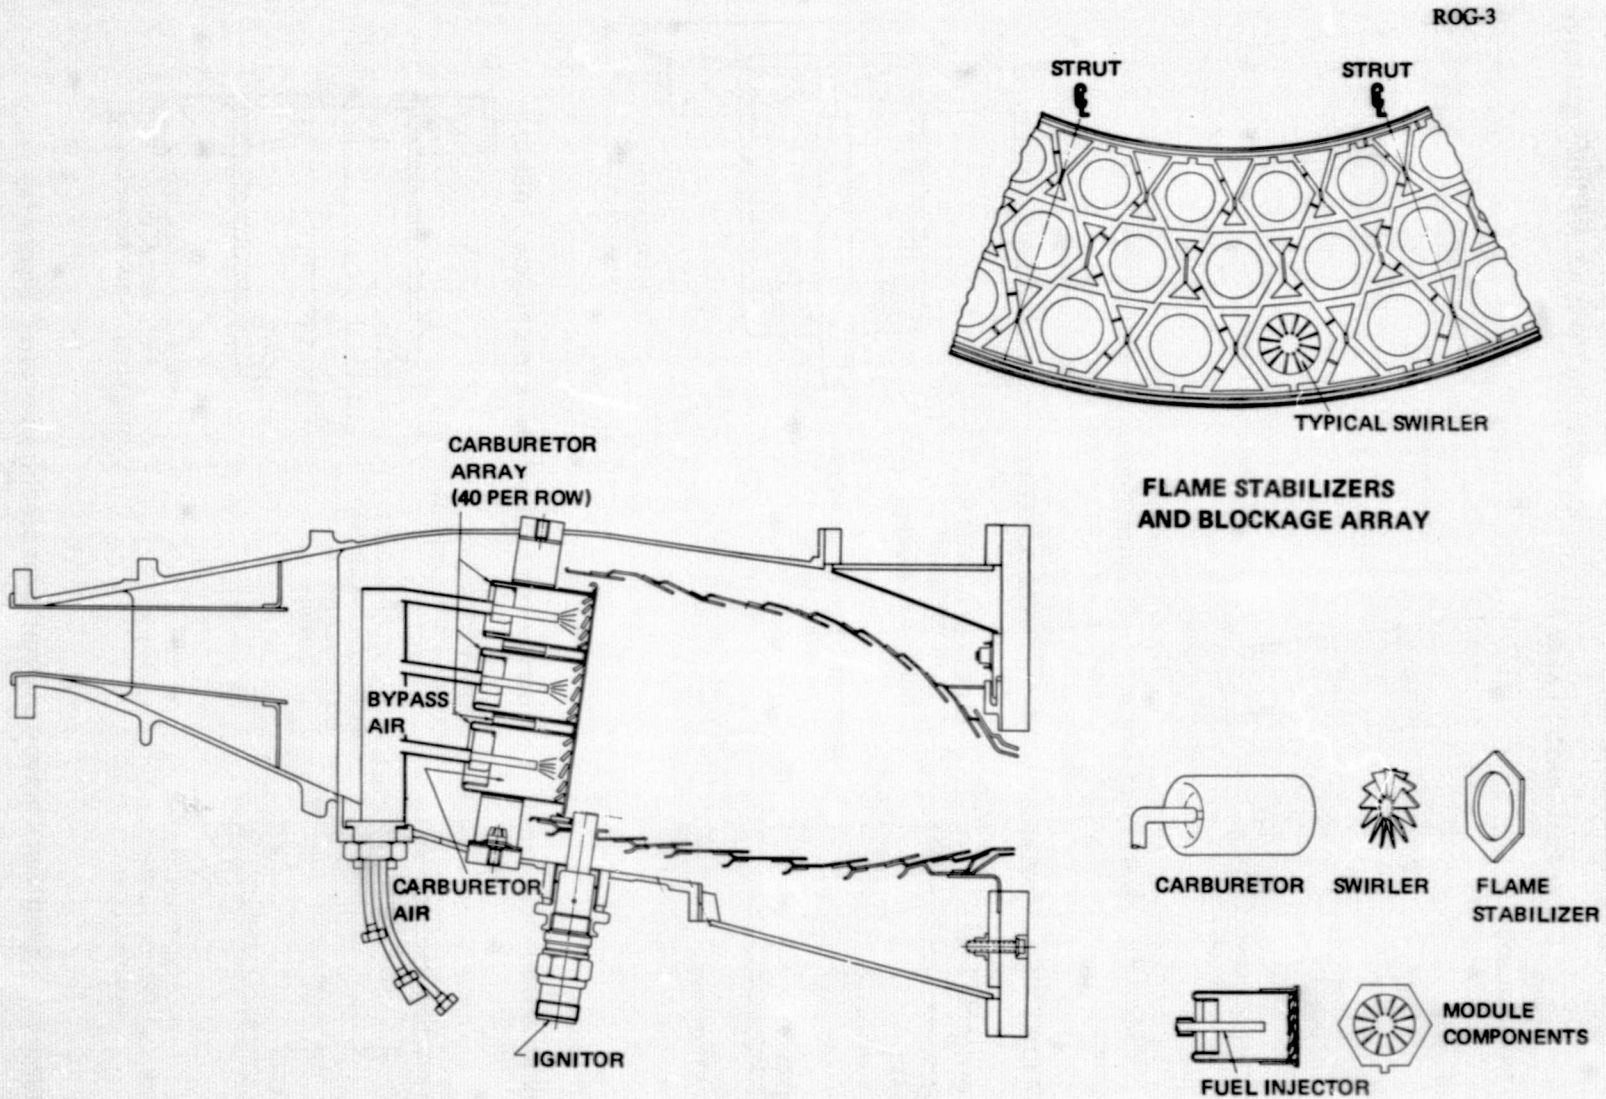 ROG-3
STRUT
STRUT
TYPICAL SWIRLER
FLAME STABILIZERS
AND BLOCKAGE ARRAY
CARBURETOR
ARRAY
(40 PER ROW)
BYPASS
AIR
CARBURETOR
AIR
IGNITOR
CARBURETOR
SWIRLER
FLAME
STABILIZER
MODULE
COMPONENTS
FUEL INJECTOR